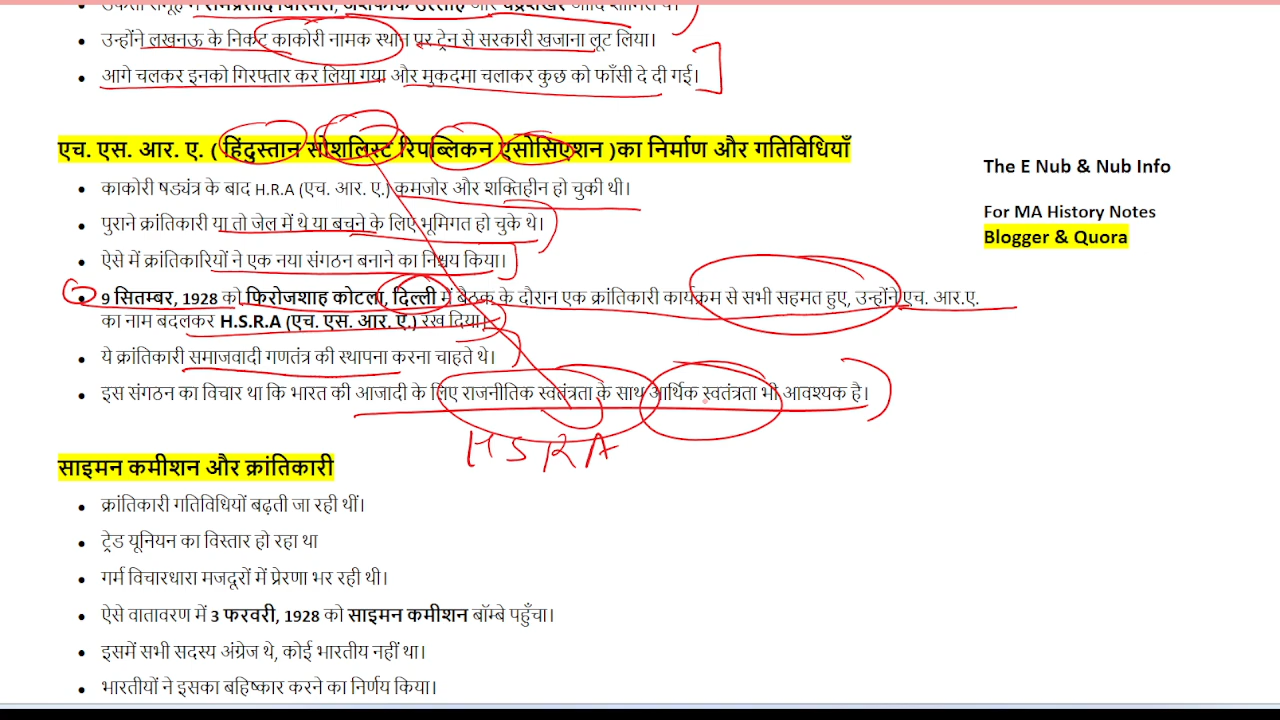 उन्होंने लखनऊ के निकट काकोरी नामक स्थान पर ट्रेन से सरकारी खजाना लूट लिया।
आगे चलकर इनको गिरफ्तार कर लिया गया और मुकदमा चलाकर कुछ को फाँसी दे दी गई।
एच. एस. आर. ए. ( हिंदुस्तान सोशलिस्ट रिपब्लिकन एसोसिएशन )का निर्माण और गतिविधियाँ
काकोरी षड्यंत्र के बाद H.R.A (एच. आर. ए.) कमजोर और शक्तिहीन हो चुकी थी।
पुराने क्रांतिकारी या तो जेल में थे या बचने के लिए भूमिगत हो चुके थे।
ऐसे में क्रांतिकारियों ने एक नया संगठन बनाने का निश्चय किया।
9 सितम्बर, 1928 को फिरोजशाह कोटला, दिल्ली में बैठक के दौरान एक क्रांतिकारी कार्यक्रम से सभी सहमत हुए, उन्होंने एच. आर.ए.
का नाम बदलकर H.S.R.A (एच. एस. आर. ए.) रख दिया।
ये क्रांतिकारी समाजवादी गणतंत्र की स्थापना करना चाहते थे।
इस संगठन का विचार था कि भारत की आजादी के लिए राजनीतिक स्वतंत्रता के साथ आर्थिक स्वतंत्रता भी आवश्यक है।
H S R A
साइमन कमीशन और क्रांतिकारी
क्रांतिकारी गतिविधियों बढ़ती जा रही थीं।
ट्रेड यूनियन का विस्तार हो रहा था
गर्म विचारधारा मजदूरों में प्रेरणा भर रही थी।
ऐसे वातावरण में 3 फरवरी, 1928 को साइमन कमीशन बॉम्बे पहुँचा।
इसमें सभी सदस्य अंग्रेज थे, कोई भारतीय नहीं था।
भारतीयों ने इसका बहिष्कार करने का निर्णय किया।
The E Nub & Nub Info
For MA History Notes
Blogger & Quora